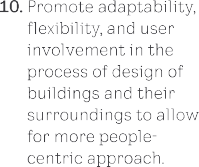 10. Promote adaptability,
flexibility, and user
involvement in the
process of design of
buildings and their
surroundings to allow
for more people-
centric approach.